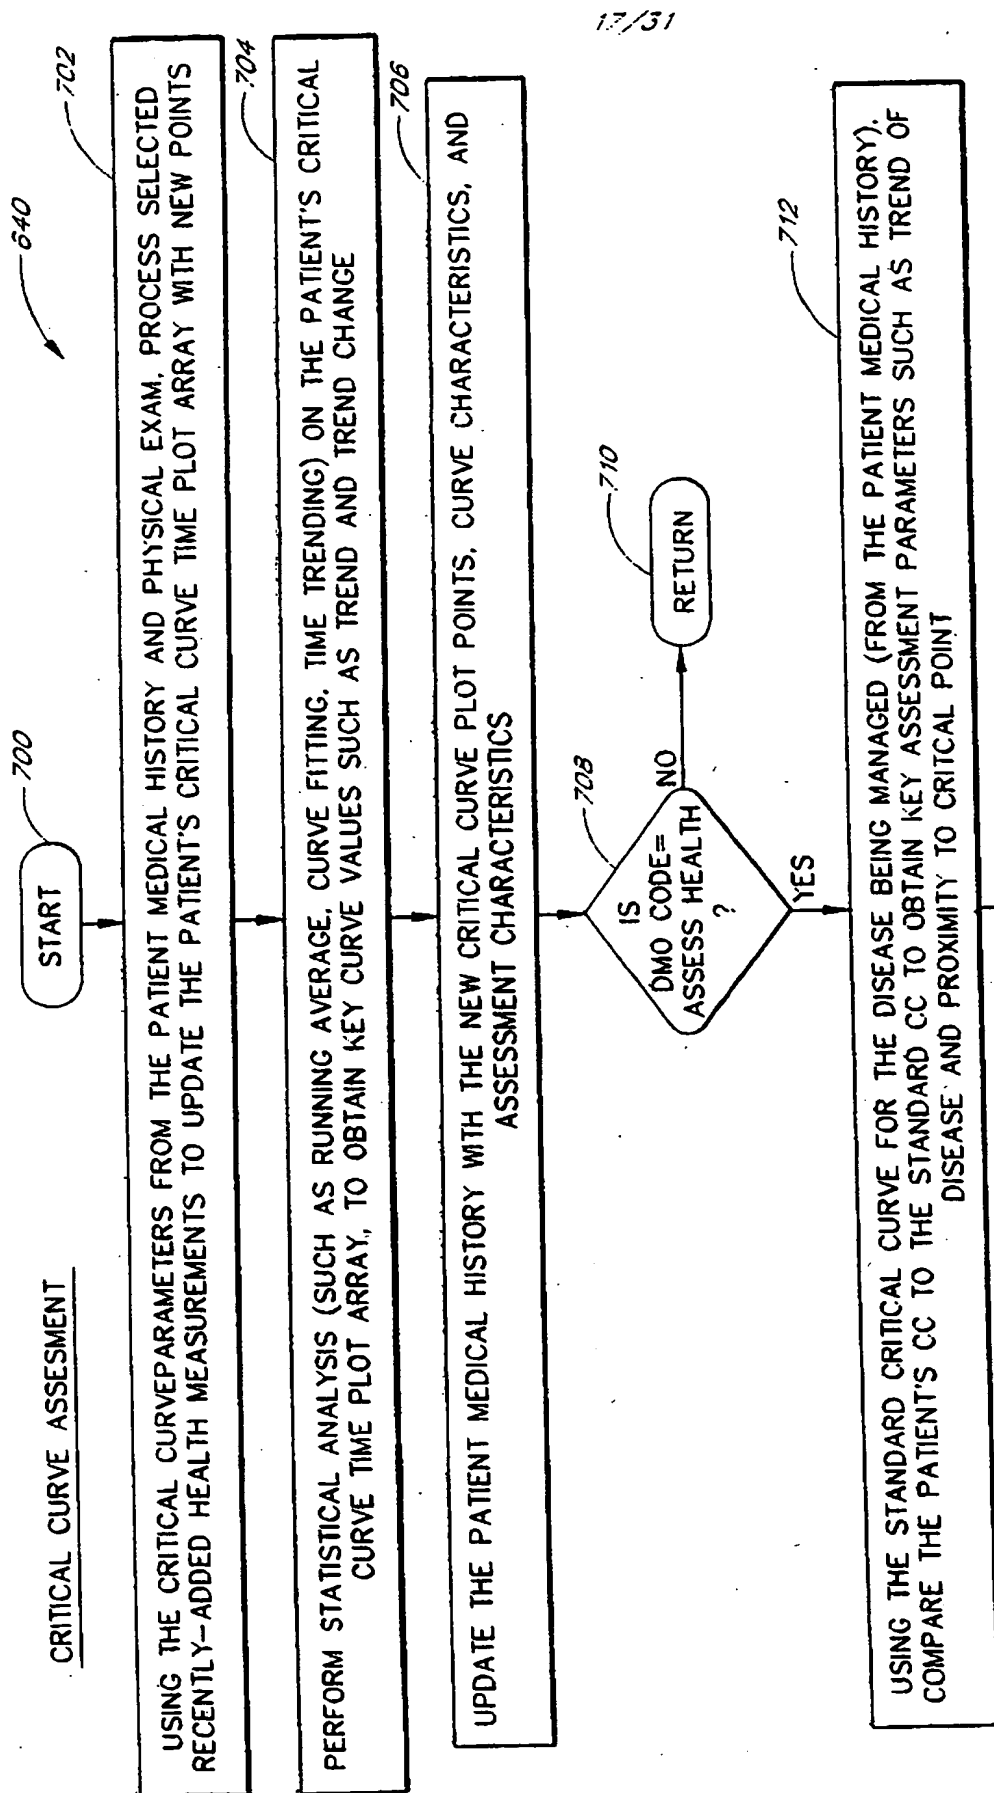 17/31
CRITICAL CURVE ASSESMENT
640
START
700
702
USING THE CRITICAL CURVEPARAMETERS FROM THE PATIENT MEDICAL HISTORY AND PHYSICAL EXAM, PROCESS SELECTED
RECENTLY-ADDED HEALTH MEASUREMENTS TO UPDATE THE PATIENT'S CRITICAL CURVE TIME PLOT ARRAY WITH NEW POINTS
704
PERFORM STATISTICAL ANALYSIS (SUCH AS RUNNING AVERAGE, CURVE FITTING, TIME TRENDING) ON THE PATIENT'S CRITICAL
CURVE TIME PLOT ARRAY, TO OBTAIN KEY CURVE VALUES SUCH AS TREND AND TREND CHANGE
706
UPDATE THE PATIENT MEDICAL HISTORY WITH THE NEW CRITICAL CURVE PLOT POINTS, CURVE CHARACTERISTICS, AND
ASSESSMENT CHARACTERISTICS
708
IS
DMO CODE=
ASSESS HEALTH
?
NO
RETURN
710
YES
712
USING THE STANDARD CRITICAL CURVE FOR THE DISEASE BEING MANAGED (FROM THE PATIENT MEDICAL HISTORY),
COMPARE THE PATIENT'S CC TO THE STANDARD CC TO OBTAIN KEY ASSESSMENT PARAMETERS SUCH AS TREND OF
DISEASE AND PROXIMITY TO CRITCAL POINT